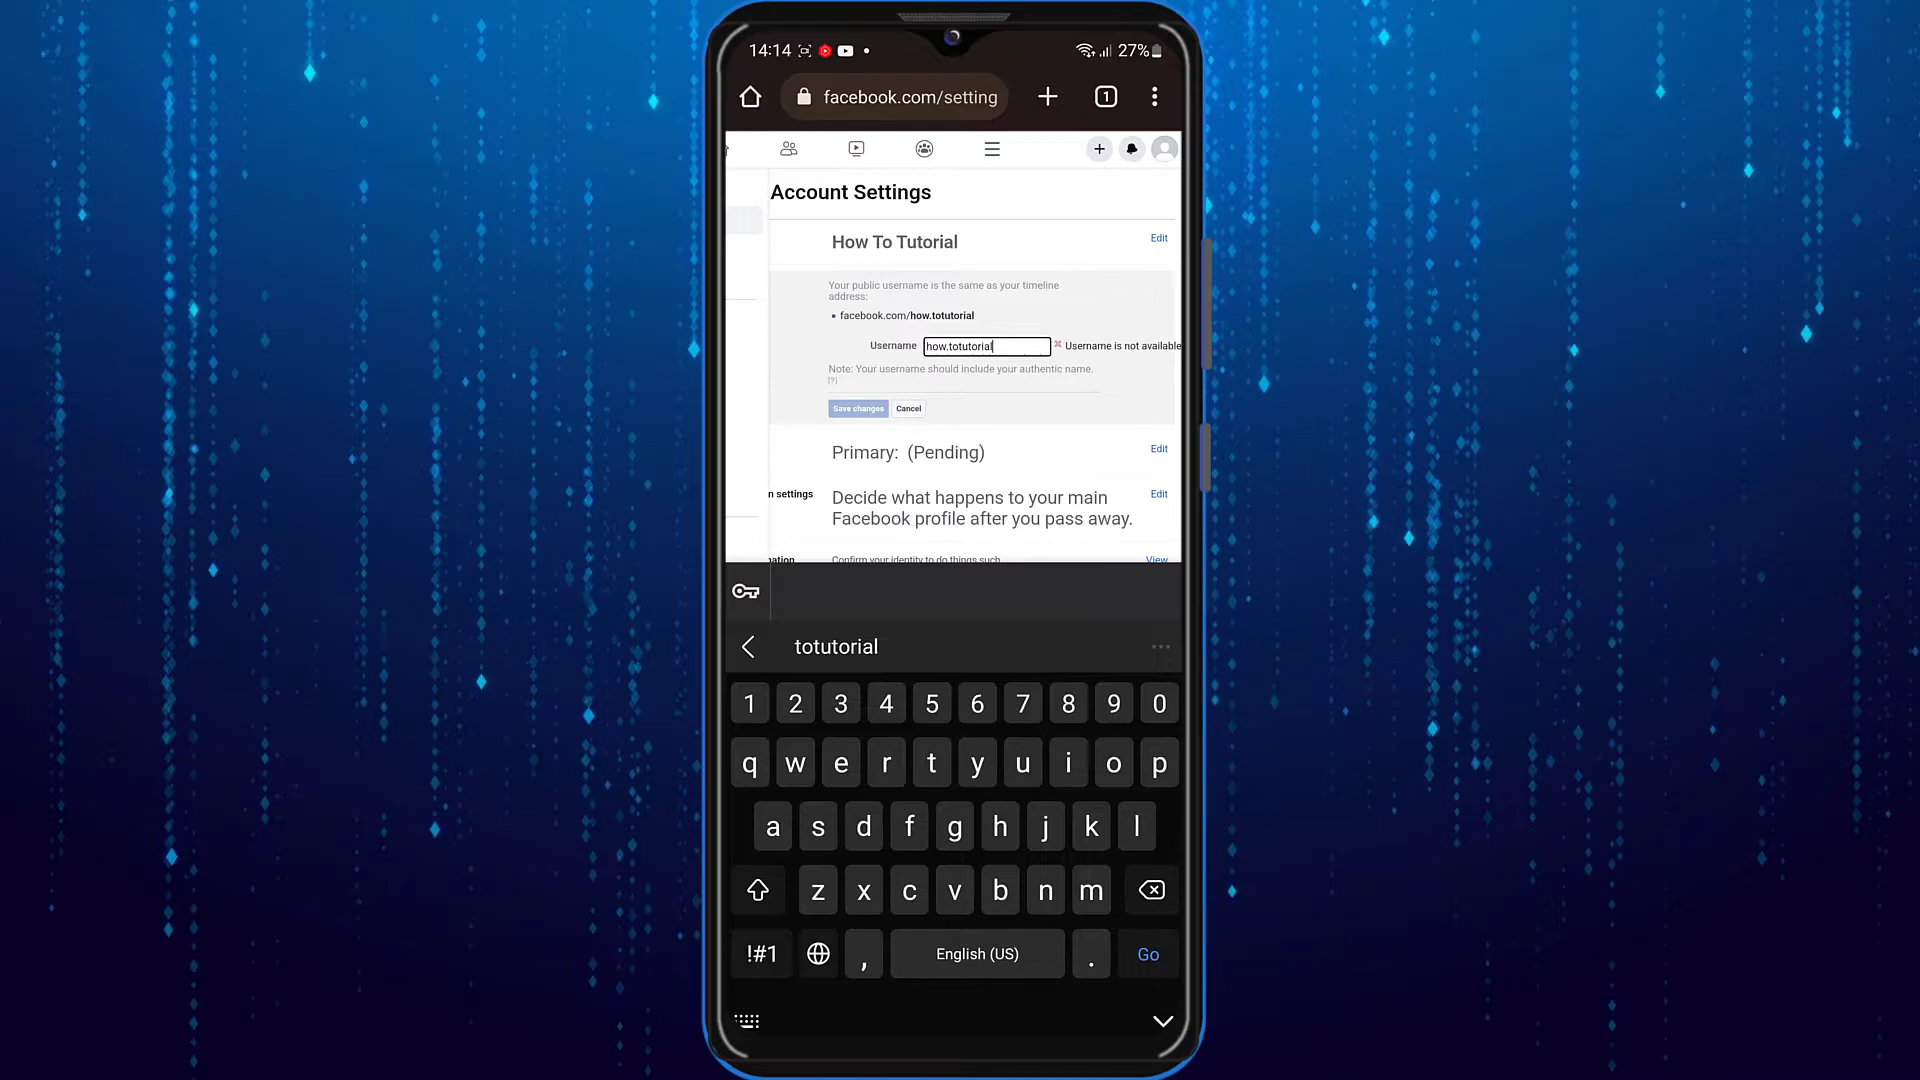 14:14
27%
facebook.com/setting
1
Account Settings
How To Tutorial
Edit
Your public username is the same as your timeline
address:
facebook.com/how.totutorial
Username
how.totutorial
Username is not available
Note: Your username should include your authentic name.
[?]
Save changes
Cancel
Primary: (Pending)
Edit
n settings
Decide what happens to your main
Facebook profile after you pass away.
Edit
nation
Confirm your identity to do things such
View
totutorial
1 2 3 4 5 6 7 8 9 0
q w e r t y u i o p
a s d f g h j k l
z x c v b n m
!#1 , English (US) . Go